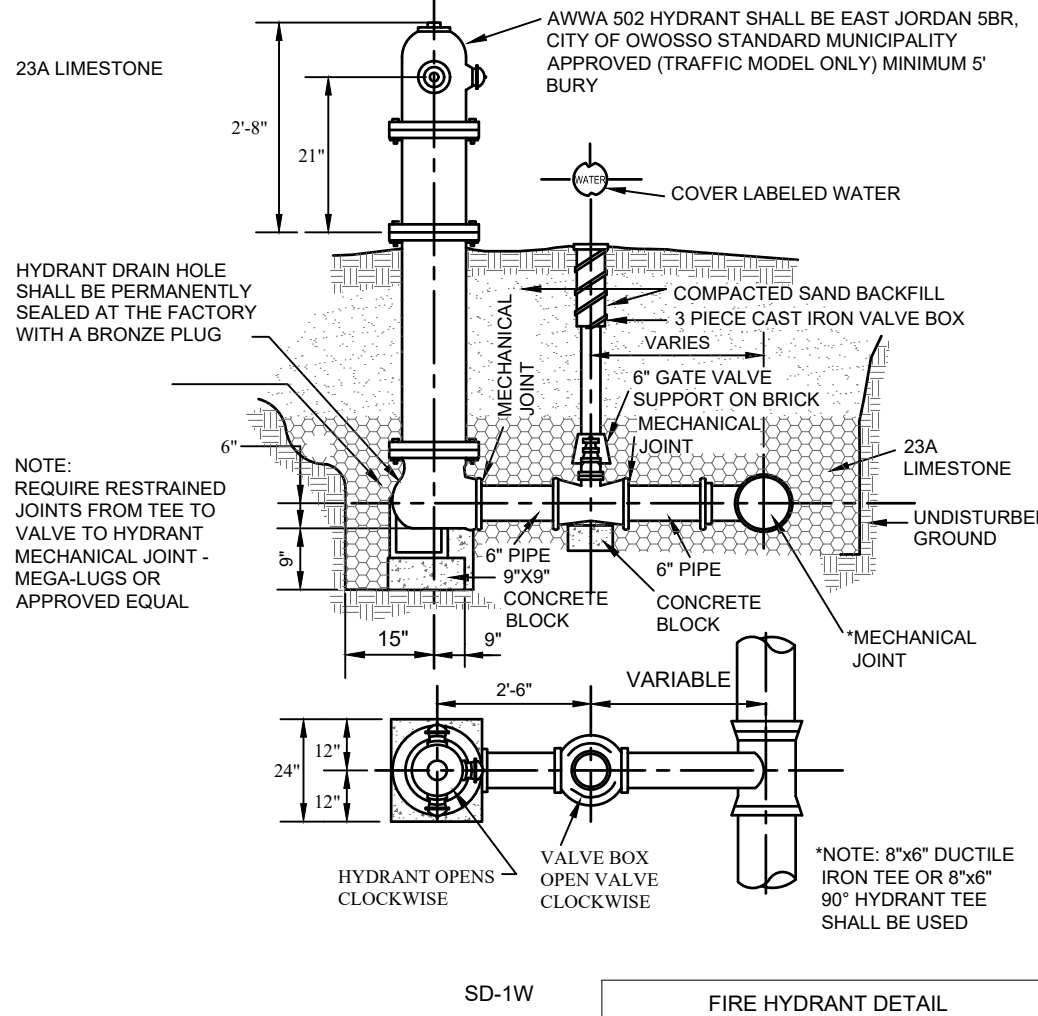 AWWA 502 HYDRANT SHALL BE EAST JORDAN 5BR,
CITY OF OWOSSO STANDARD MUNICIPALITY
APPROVED (TRAFFIC MODEL ONLY) MINIMUM 5'
BURY
23A LIMESTONE
2'-8"
21"
WATER
COVER LABELED WATER
HYDRANT DRAIN HOLE
SHALL BE PERMANENTLY
SEALED AT THE FACTORY
WITH A BRONZE PLUG
MECHANICAL
JOINT
COMPACTED SAND BACKFILL
3 PIECE CAST IRON VALVE BOX
VARIES
6" GATE VALVE
SUPPORT ON BRICK
MECHANICAL
JOINT
6"
23A
LIMESTONE
NOTE:
REQUIRE RESTRAINED
JOINTS FROM TEE TO
VALVE TO HYDRANT
MECHANICAL JOINT -
MEGA-LUGS OR
APPROVED EQUAL
UNDISTURBED
GROUND
9"
6" PIPE
9"X9"
CONCRETE
BLOCK
6" PIPE
CONCRETE
BLOCK
*MECHANICAL
JOINT
15"
9"
2'-6"
VARIABLE
24"
12"
12"
HYDRANT OPENS
CLOCKWISE
VALVE BOX
OPEN VALVE
CLOCKWISE
*NOTE: 8"x6" DUCTILE
IRON TEE OR 8"x6"
90° HYDRANT TEE
SHALL BE USED
SD-1W
FIRE HYDRANT DETAIL